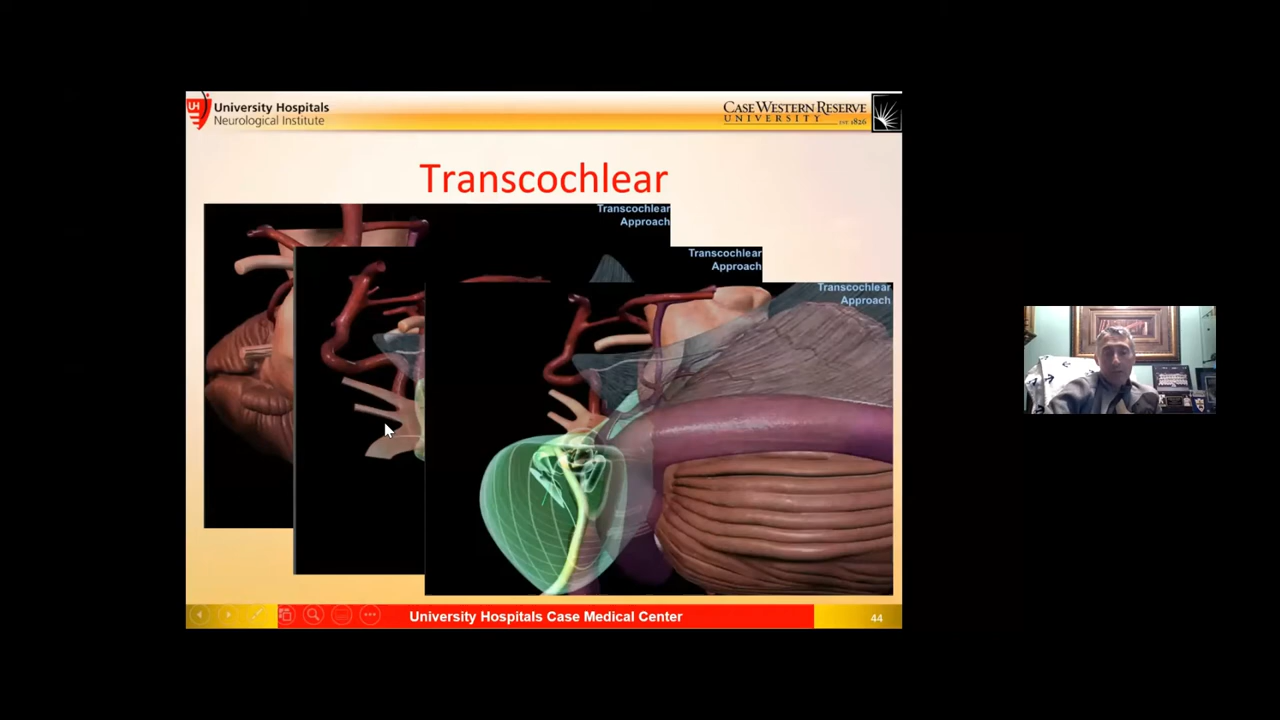 UH
University Hospitals
Neurological Institute
CASE WESTERN RESERVE
UNIVERSITY EST. 1826
Transcochlear
Transcochlear
Approach
Transcochlear
Approach
Transcochlear
Approach
University Hospitals Case Medical Center
44